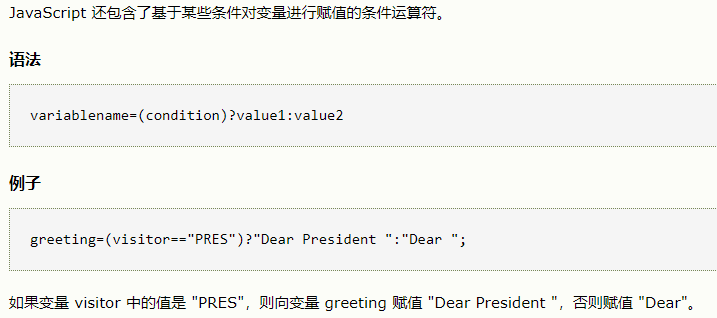 JavaScript 还包含了基于某些条件对变量进行赋值的条件运算符。
语法
variablename=(condition)?value1:value2
例子
greeting=(visitor=="PRES")?"Dear President ":"Dear ";
如果变量 visitor 中的值是 "PRES"，则向变量 greeting 赋值 "Dear President "，否则赋值 "Dear"。